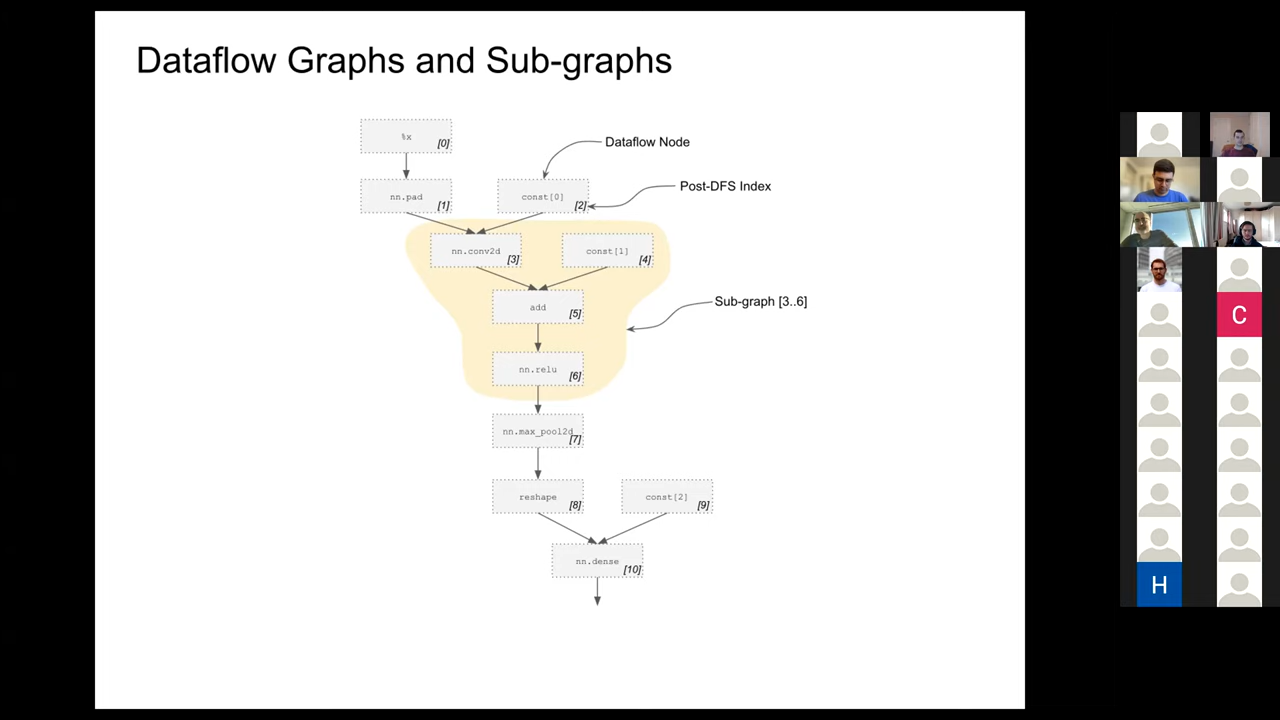 Dataflow Graphs and Sub-graphs
%x
[0]
Dataflow Node
nn.pad
[1]
const[0]
[2]
Post-DFS Index
nn.conv2d
[3]
const[1]
[4]
add
[5]
Sub-graph [3..6]
nn.relu
[6]
nn.max_pool2d
[7]
reshape
[8]
const[2]
[9]
nn.dense
[10]
C
H